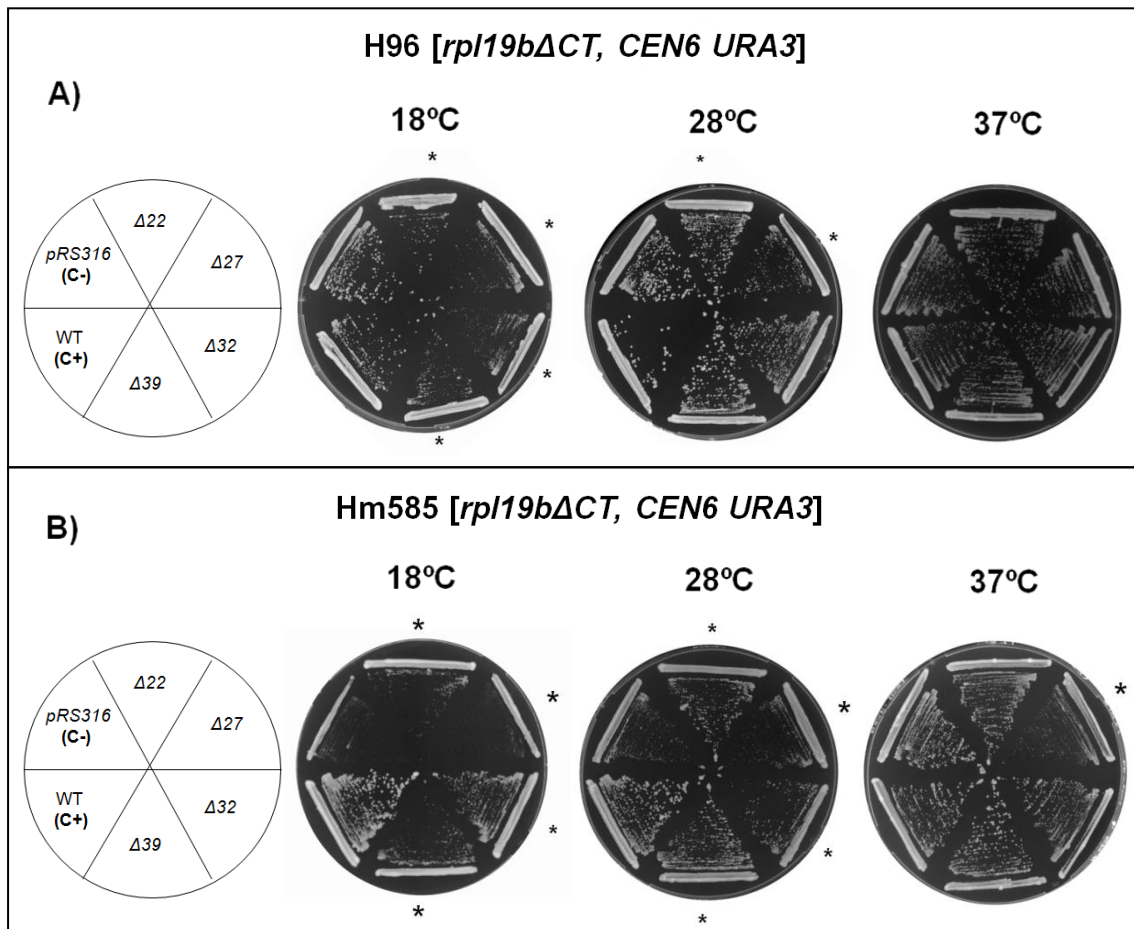 H96 [rpl19bΔCT, CEN6 URA3]
A)
18ºC
28ºC
37ºC
*
*
*
*
*
*
Δ22
pRS316
(C-)
Δ27
WT
(C+)
Δ32
Δ39
Hm585 [rpl19bΔCT, CEN6 URA3]
B)
18ºC
28ºC
37ºC
*
*
*
*
*
*
*
*
*
Δ22
pRS316
(C-)
Δ27
WT
(C+)
Δ32
Δ39